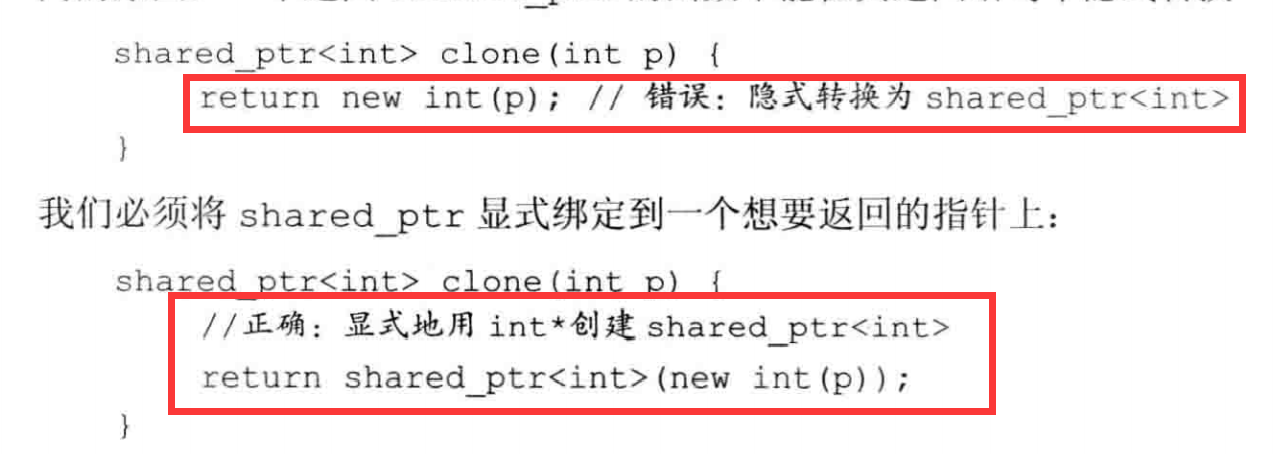 shared_ptr<int> clone(int p) {
return new int(p); // 错误：隐式转换为 shared_ptr<int>
}
我们必须将 shared_ptr 显式绑定到一个想要返回的指针上：
shared_ptr<int> clone(int p) {
//正确：显式地用 int*创建 shared_ptr<int>
return shared_ptr<int>(new int(p));
}